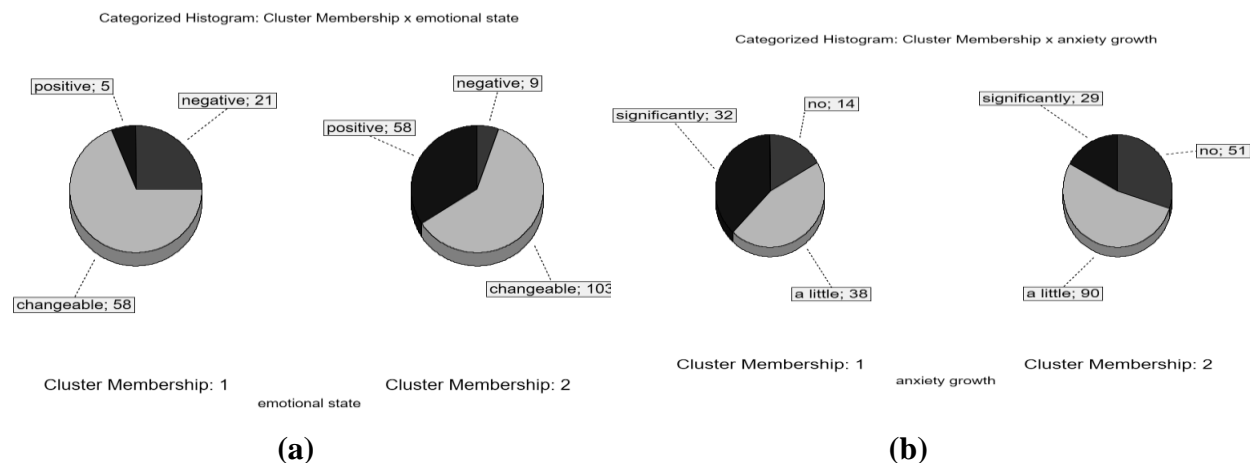 Categorized Histogram: Cluster Membership x emotional state
positive; 5
negative; 21
changeable; 58
negative; 9
positive; 58
changeable; 103
Cluster Membership: 1
Cluster Membership: 2
emotional state
(a)
Categorized Histogram: Cluster Membership x anxiety growth
significantly; 32
no; 14
a little; 38
significantly; 29
no; 51
a little; 90
Cluster Membership: 1
Cluster Membership: 2
anxiety growth
(b)